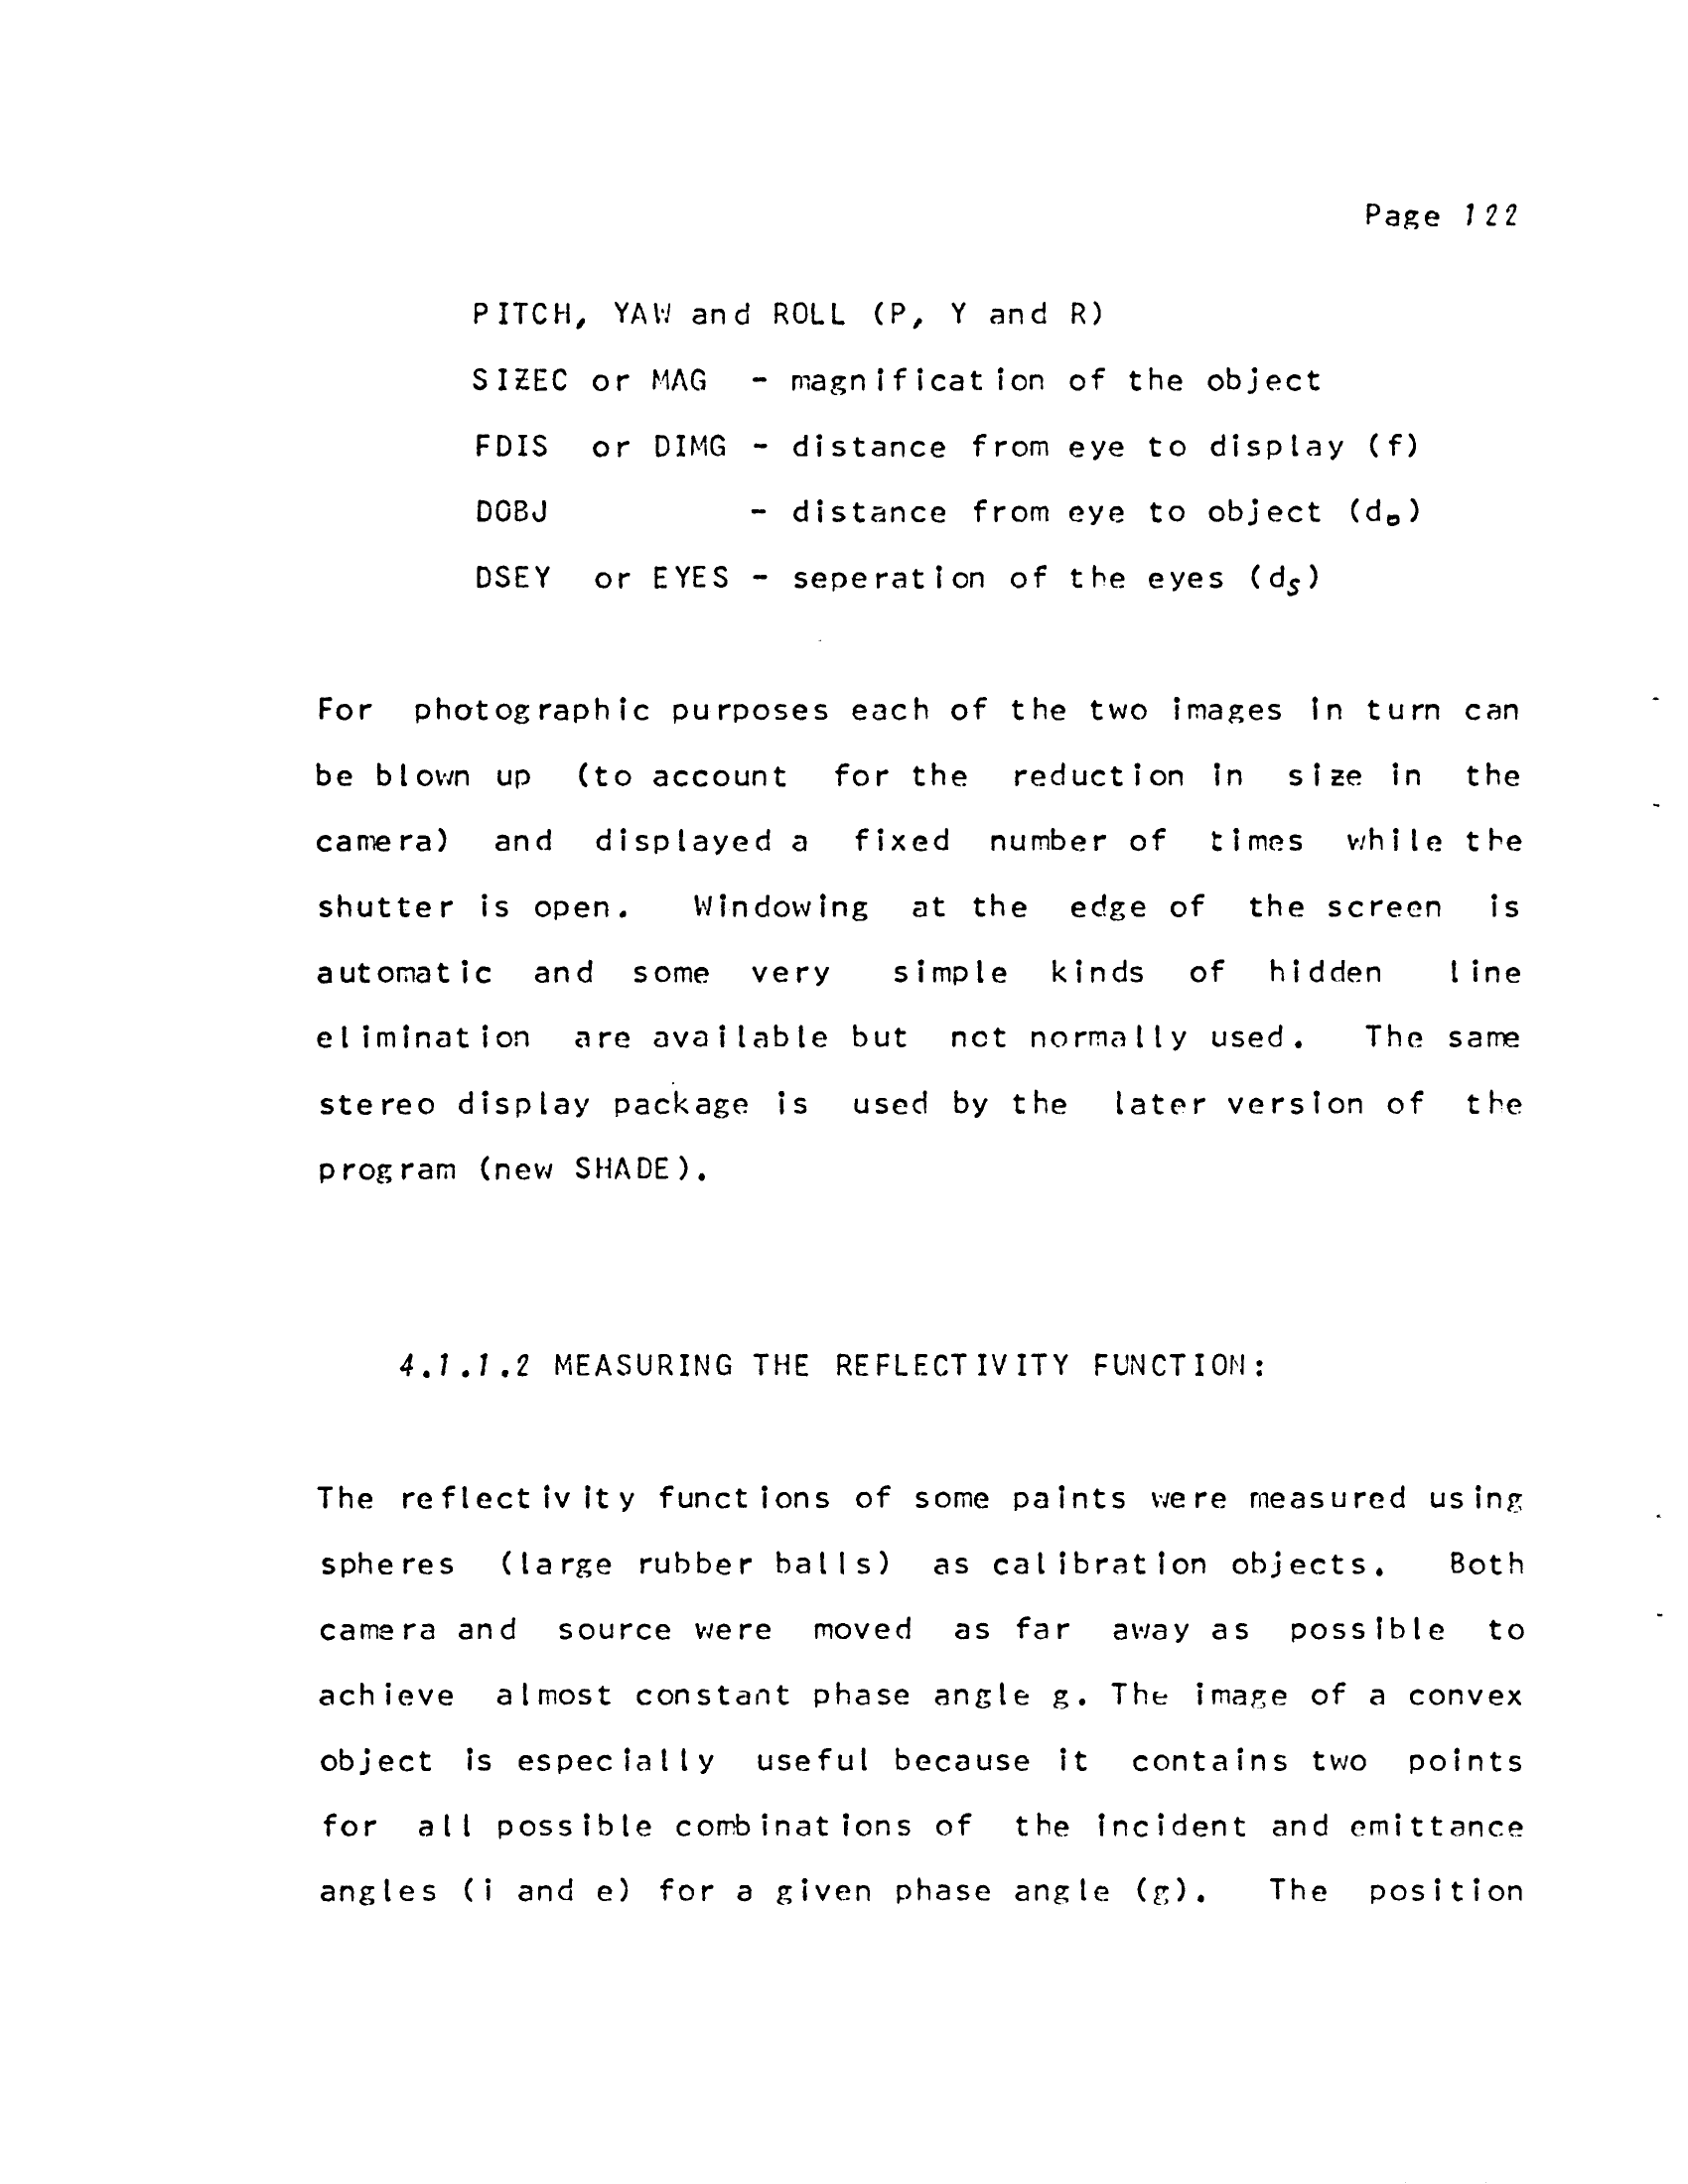 Page 122
PITCH, YAW and ROLL (P, Y and R)
SIZEC or MAG - magnification of the object
FDIS or DIMG - distance from eye to display (f)
DOBJ - distance from eye to object (dₒ)
DSEY or EYES - seperation of the eyes (dₛ)
For photographic purposes each of the two images in turn can
be blown up (to account for the reduction in size in the
camera) and displayed a fixed number of times while the
shutter is open. Windowing at the edge of the screen is
automatic and some very simple kinds of hidden line
elimination are available but not normally used. The same
stereo display package is used by the later version of the
program (new SHADE).
4.1.1.2 MEASURING THE REFLECTIVITY FUNCTION:
The reflectivity functions of some paints were measured using
spheres (large rubber balls) as calibration objects. Both
camera and source were moved as far away as possible to
achieve almost constant phase angle g. The image of a convex
object is especially useful because it contains two points
for all possible combinations of the incident and emittance
angles (i and e) for a given phase angle (g). The position